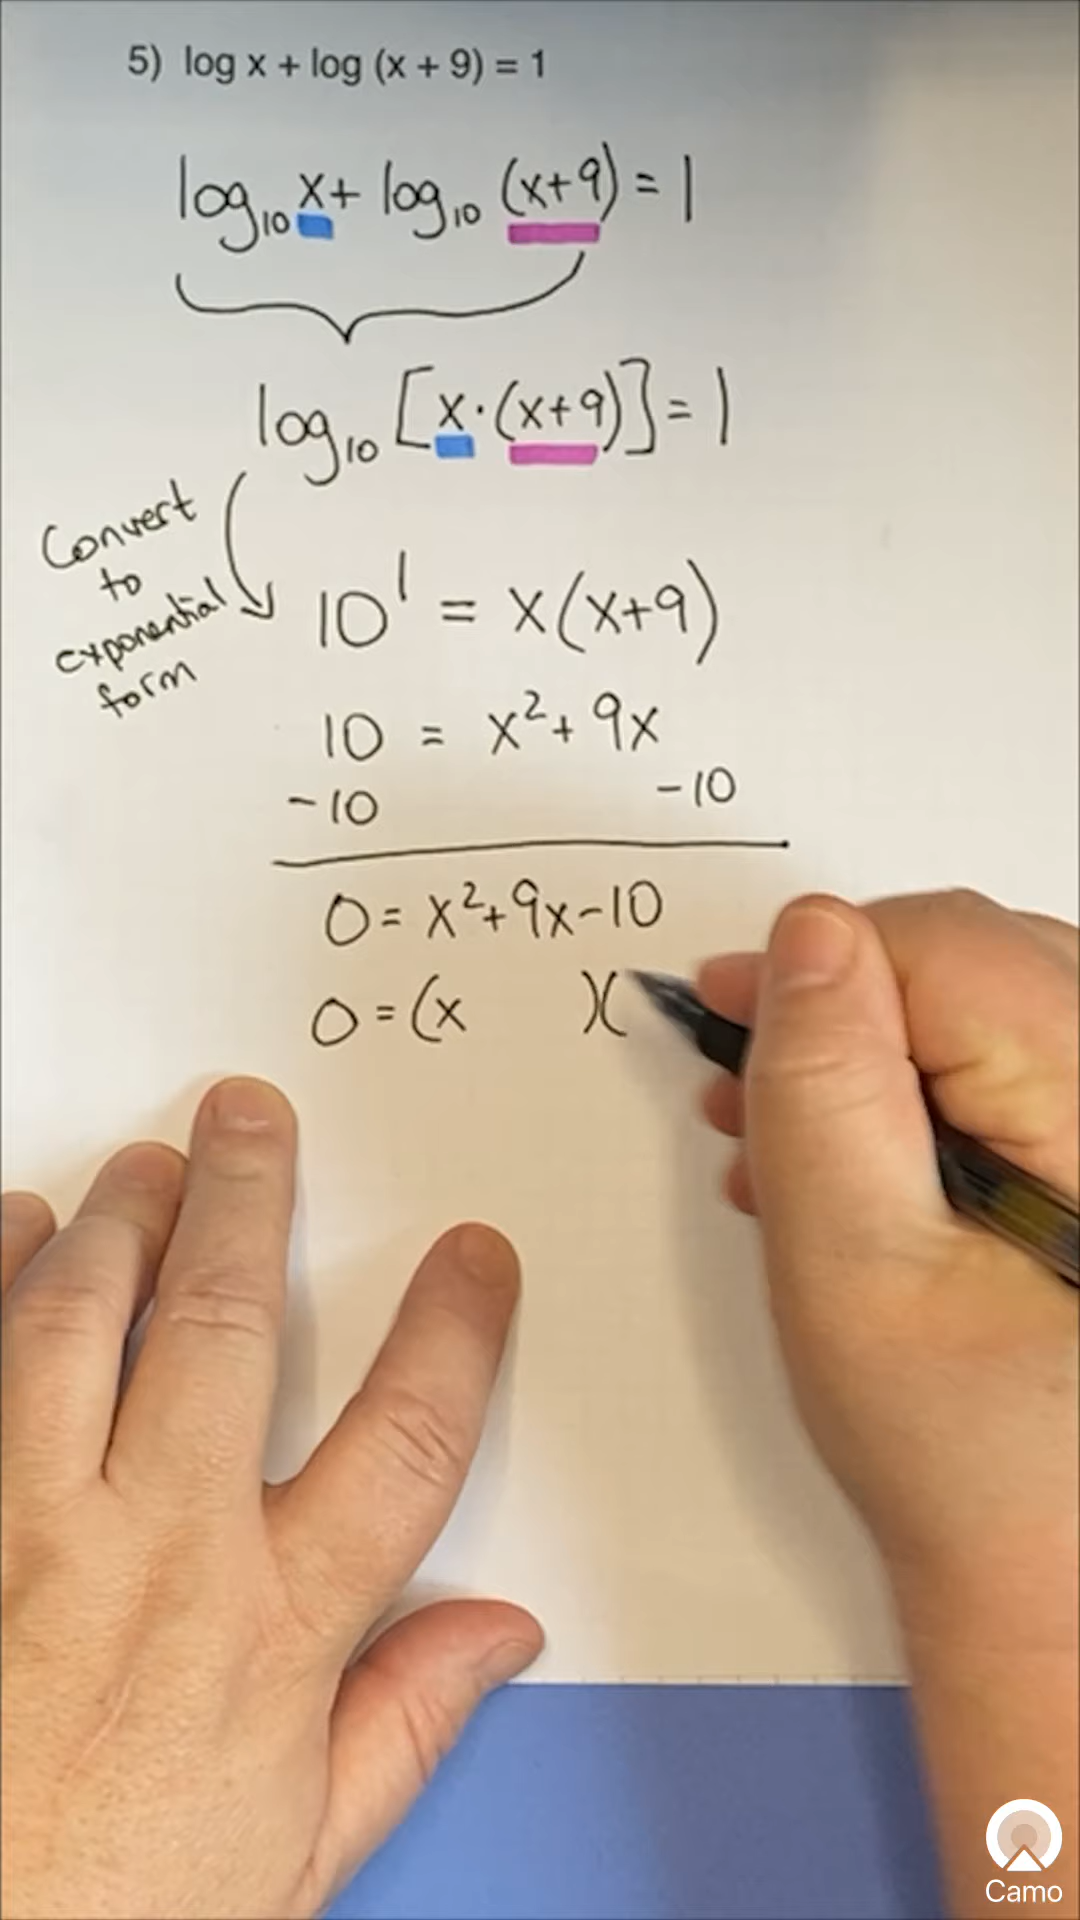 5) log x + log (x + 9) = 1
log₁₀ x + log₁₀ (x+9) = 1
log₁₀ [x·(x+9)] = 1
Convert
to
exponential
form
10¹ = x(x+9)
10 = x² + 9x
-10 -10
0 = x² + 9x - 10
0 = (x )(
Camo